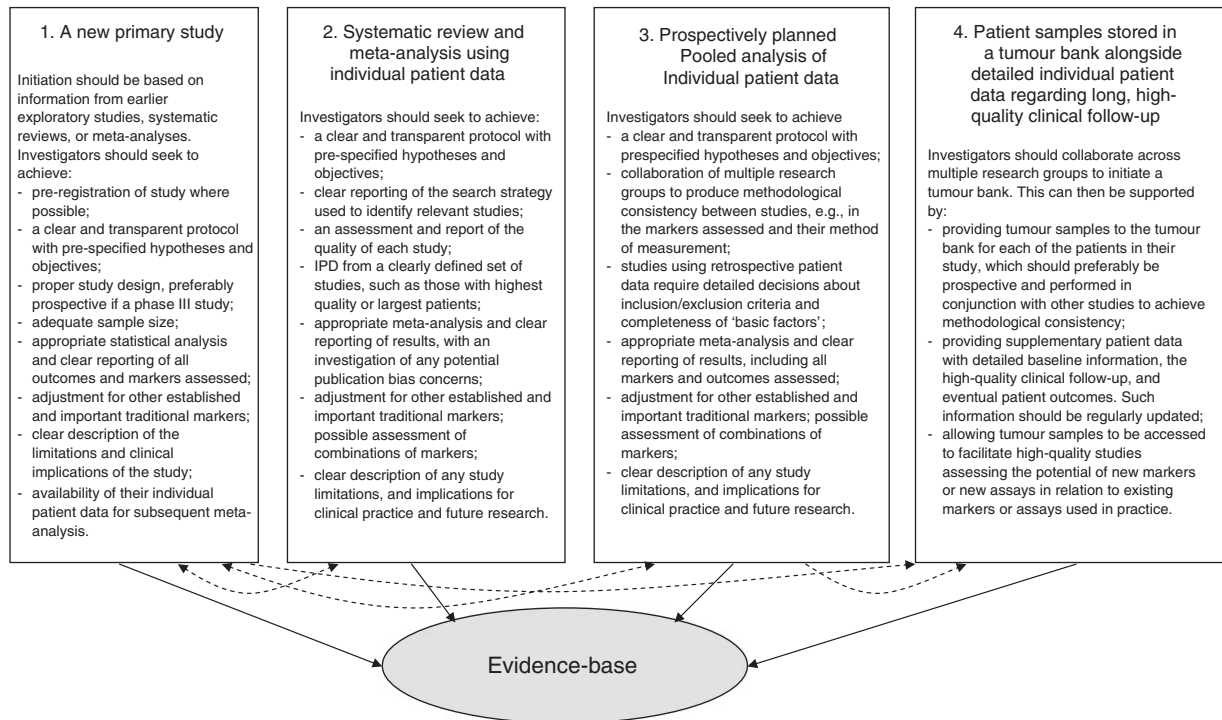 1. A new primary study
Initiation should be based on
information from earlier
exploratory studies, systematic
reviews, or meta-analyses.
Investigators should seek to
achieve:
- pre-registration of study where
possible;
- a clear and transparent protocol
with pre-specified hypotheses and
objectives;
- proper study design, preferably
prospective if a phase III study;
- adequate sample size;
- appropriate statistical analysis
and clear reporting of all
outcomes and markers assessed;
- adjustment for other established
and important traditional markers;
- clear description of the
limitations and clinical
implications of the study;
- availability of their individual
patient data for subsequent meta-
analysis.
2. Systematic review and
meta-analysis using
individual patient data
Investigators should seek to achieve:
- a clear and transparent protocol with
pre-specified hypotheses and
objectives;
- clear reporting of the search strategy
used to identify relevant studies;
- an assessment and report of the
quality of each study;
- IPD from a clearly defined set of
studies, such as those with highest
quality or largest patients;
- appropriate meta-analysis and clear
reporting of results, with an
investigation of any potential
publication bias concerns;
- adjustment for other established and
important traditional markers;
possible assessment of
combinations of markers;
- clear description of any study
limitations, and implications for
clinical practice and future research.
3. Prospectively planned
Pooled analysis of
Individual patient data
Investigators should seek to achieve
- a clear and transparent protocol with
prespecified hypotheses and objectives;
- collaboration of multiple research
groups to produce methodological
consistency between studies, e.g., in
the markers assessed and their method
of measurement;
- studies using retrospective patient
data require detailed decisions about
inclusion/exclusion criteria and
completeness of ‘basic factors’;
- appropriate meta-analysis and clear
reporting of results, including all
markers and outcomes assessed;
- adjustment for other established and
important traditional markers; possible
assessment of combinations of
markers;
- clear description of any study
limitations, and implications for
clinical practice and future research.
4. Patient samples stored in
a tumour bank alongside
detailed individual patient
data regarding long, high-
quality clinical follow-up
Investigators should collaborate across
multiple research groups to initiate a
tumour bank. This can then be supported
by:
- providing tumour samples to the tumour
bank for each of the patients in their
study, which should preferably be
prospective and performed in
conjunction with other studies to achieve
methodological consistency;
- providing supplementary patient data
with detailed baseline information, the
high-quality clinical follow-up, and
eventual patient outcomes. Such
information should be regularly updated;
- allowing tumour samples to be accessed
to facilitate high-quality studies
assessing the potential of new markers
or new assays in relation to existing
markers or assays used in practice.
Evidence-base